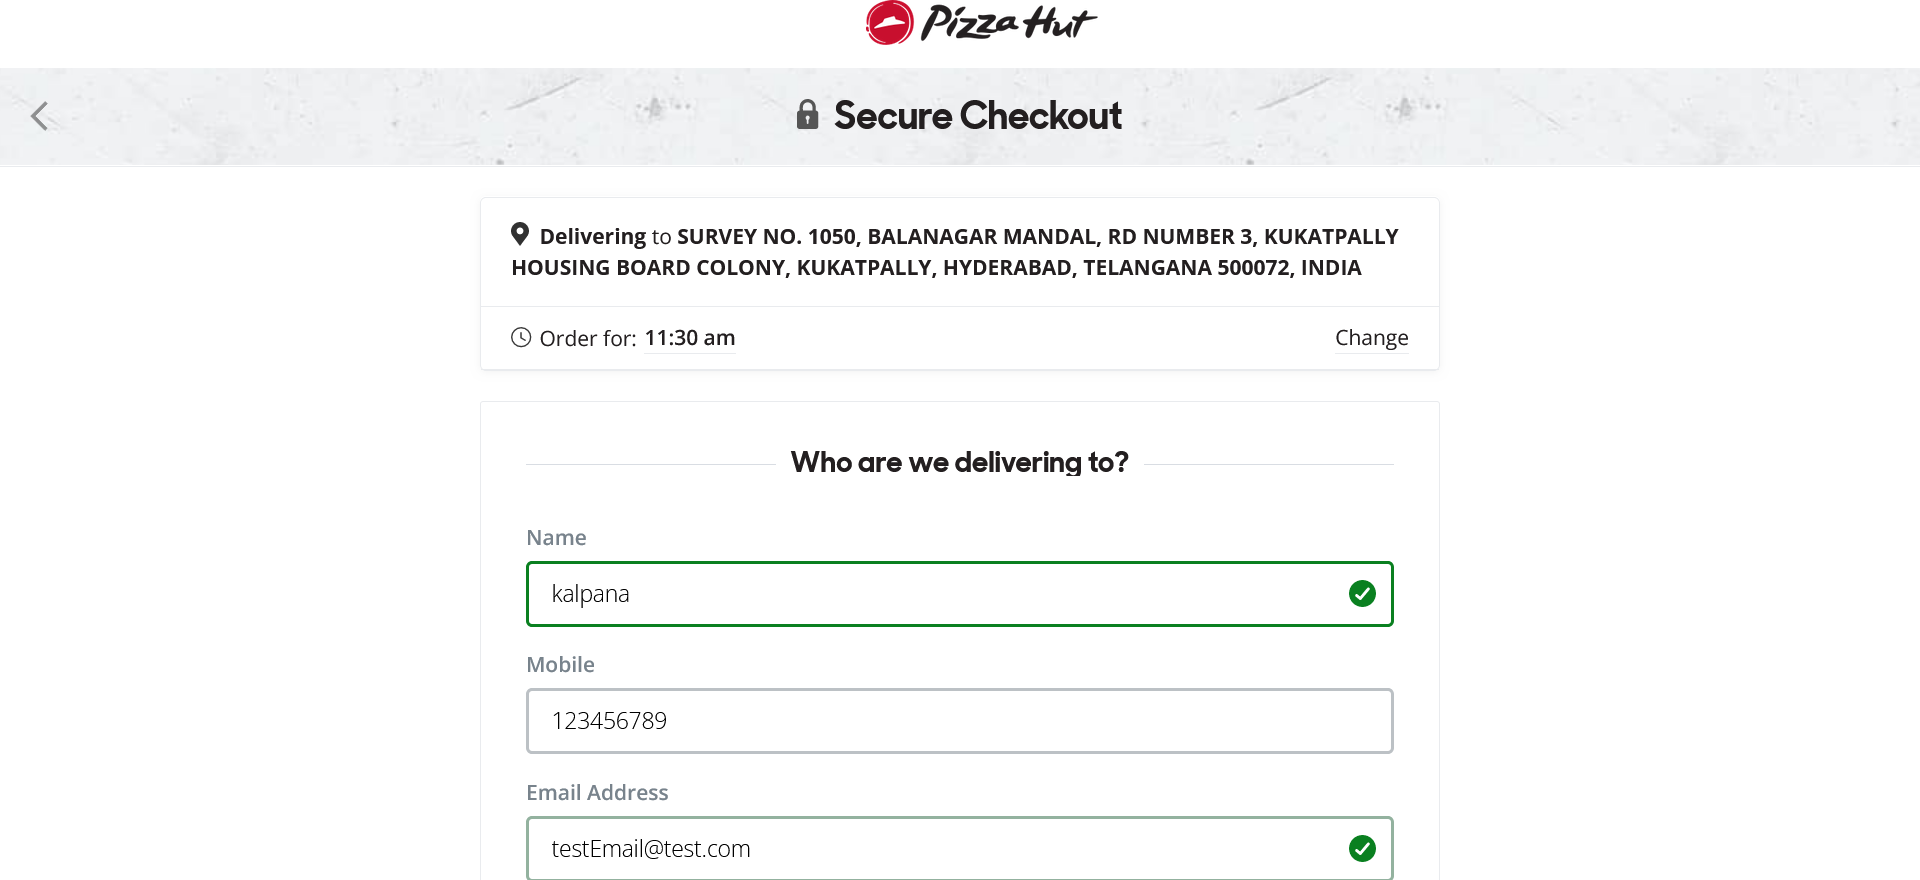 Pizza Hut
Secure Checkout
Delivering to SURVEY NO. 1050, BALANAGAR MANDAL, RD NUMBER 3, KUKATPALLY
HOUSING BOARD COLONY, KUKATPALLY, HYDERABAD, TELANGANA 500072, INDIA
Order for: 11:30 am
Change
Who are we delivering to?
Name
kalpana
Mobile
123456789
Email Address
testEmail@test.com